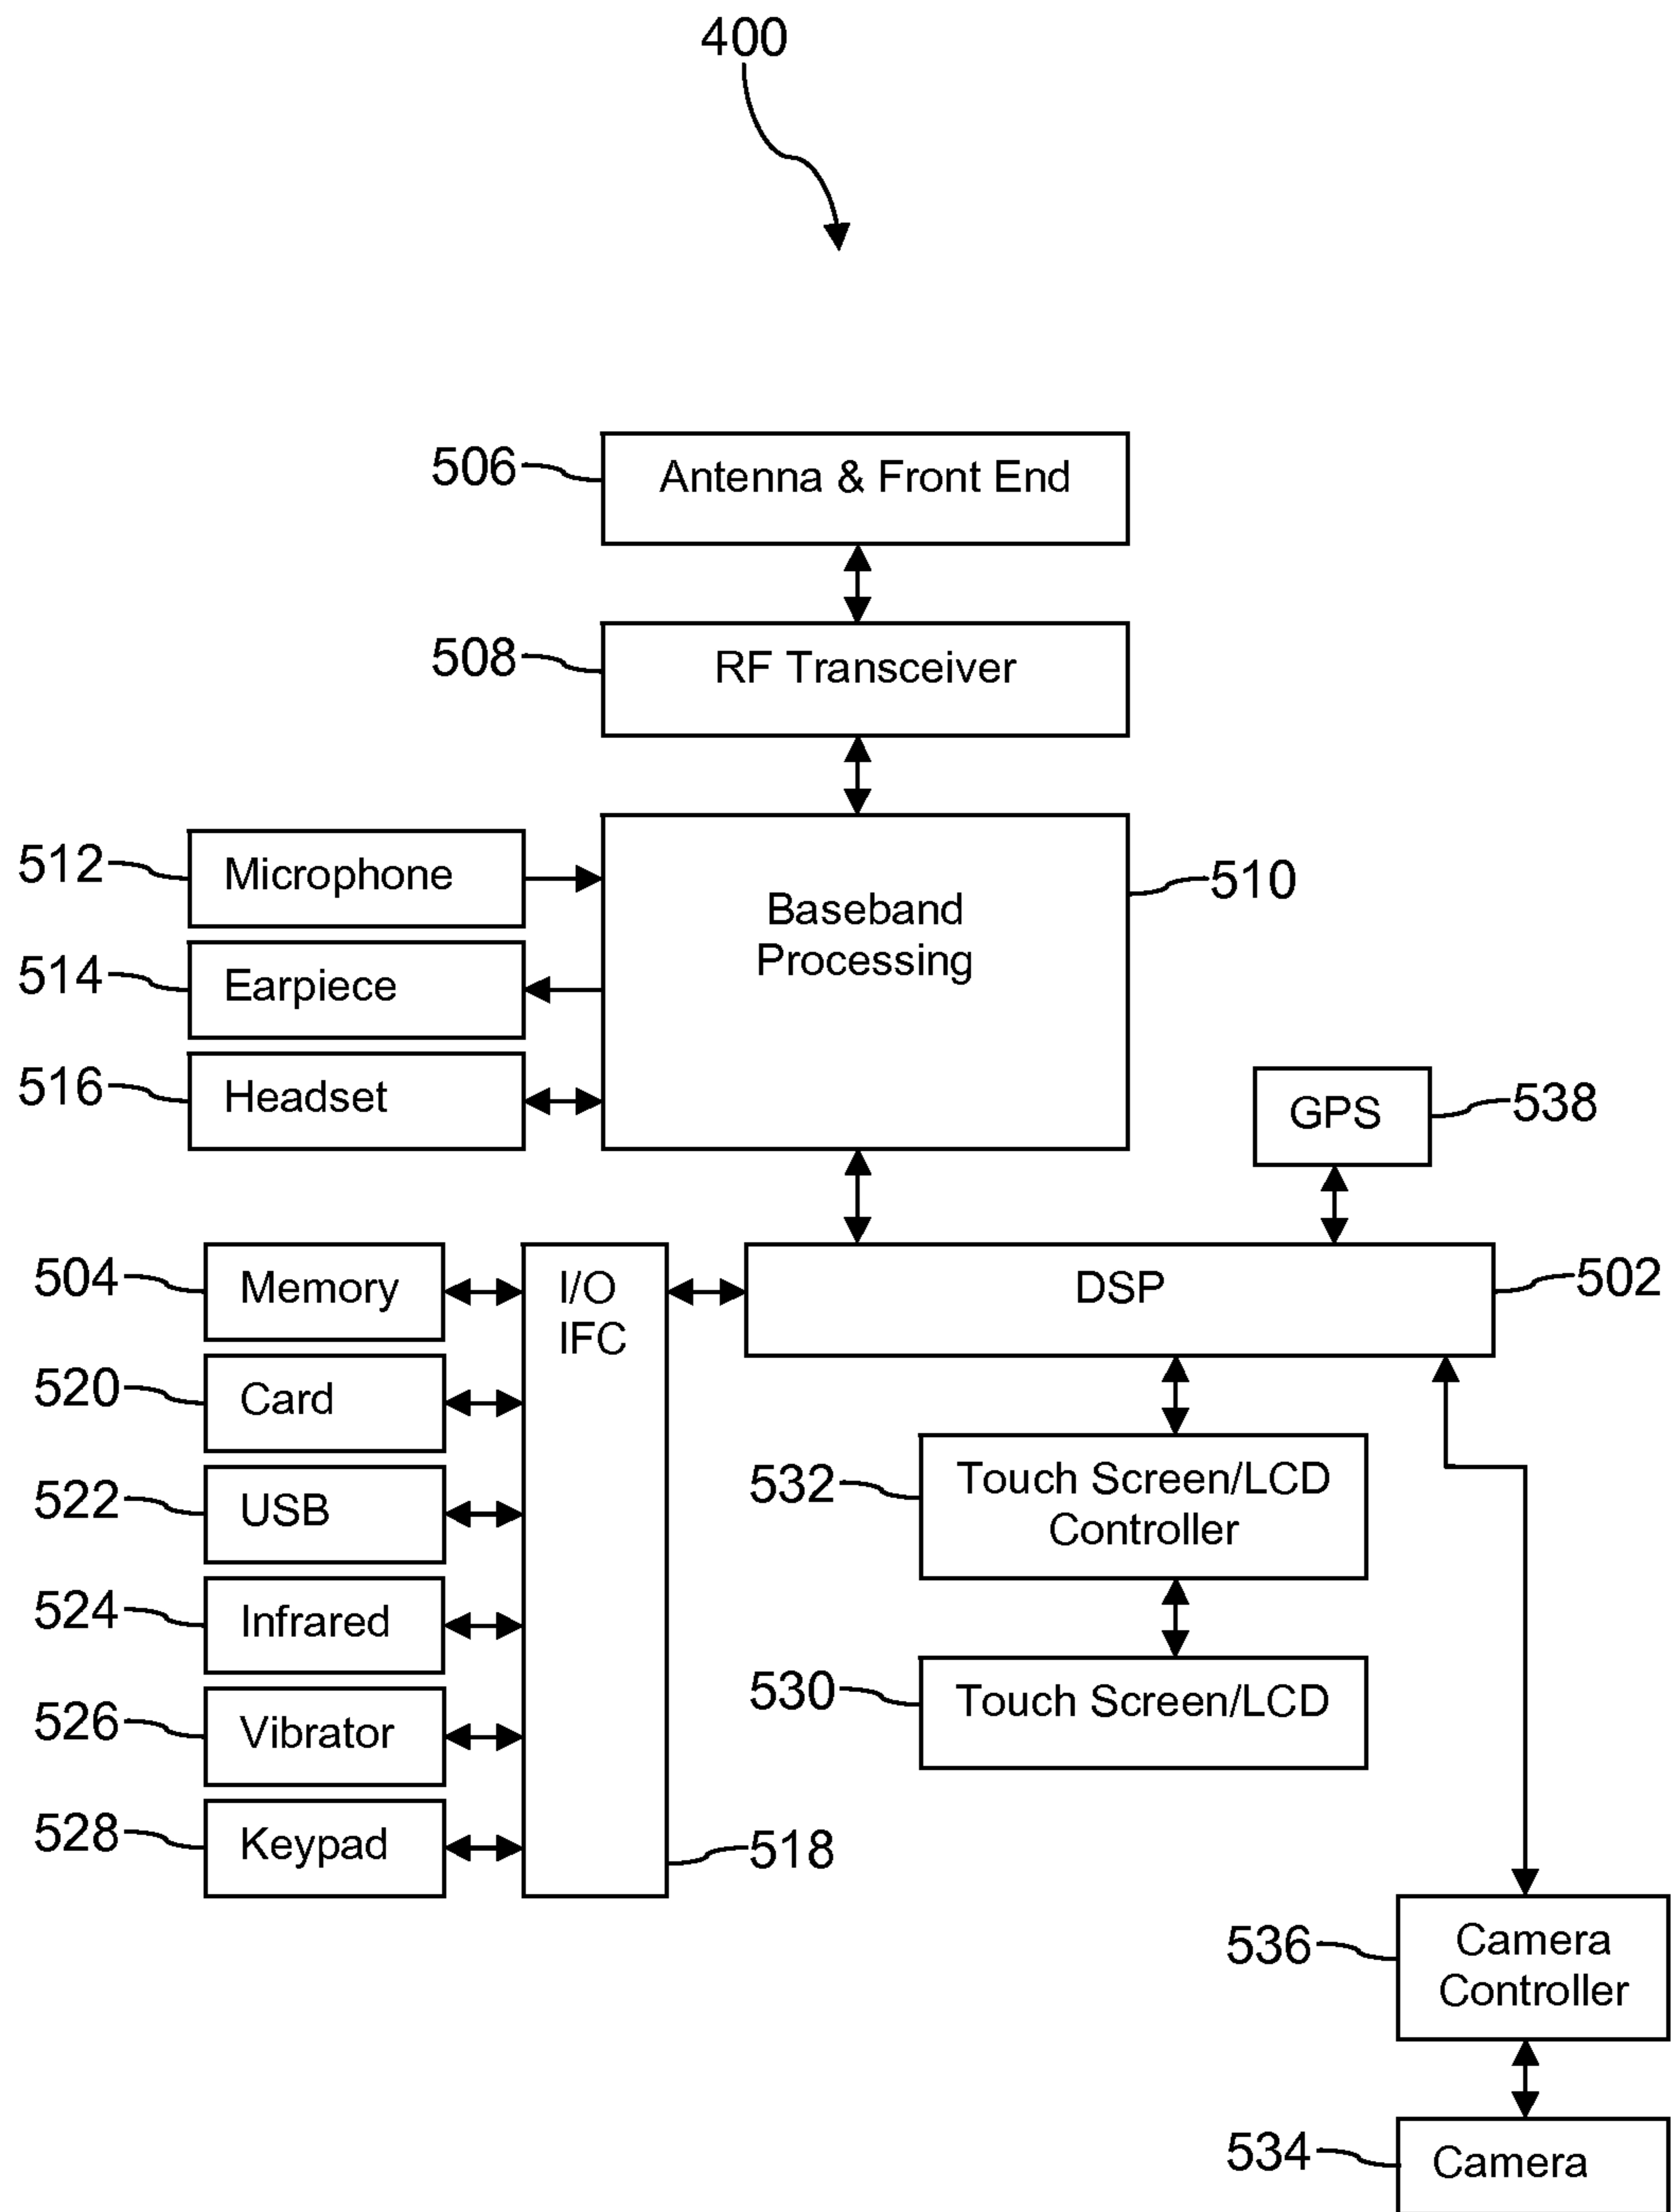 400
506
Antenna & Front End
508
RF Transceiver
512
Microphone
Baseband
Processing
510
514
Earpiece
516
Headset
GPS
538
504
Memory
I/O
IFC
DSP
502
520
Card
522
USB
532
Touch Screen/LCD
Controller
524
Infrared
530
Touch Screen/LCD
526
Vibrator
528
Keypad
518
536
Camera
Controller
534
Camera